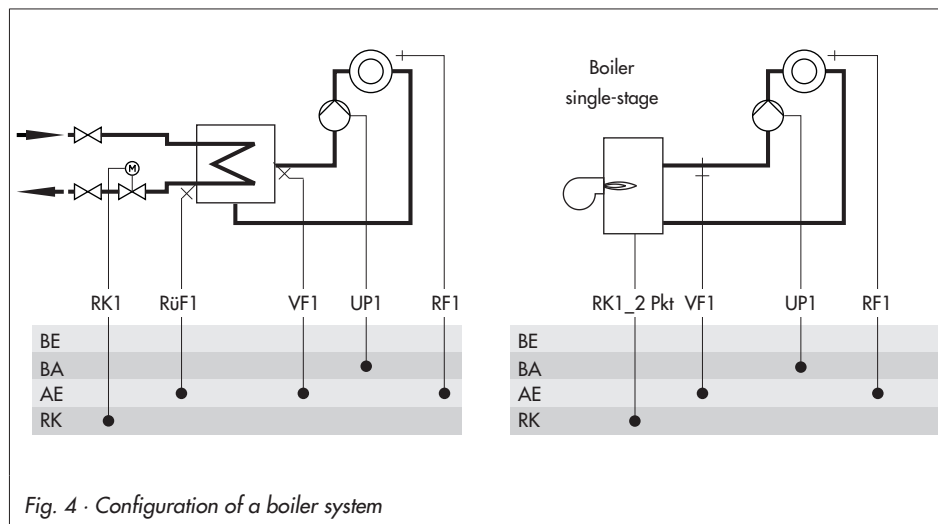 Boiler
single-stage
M
RK1 RüF1 VF1 UP1 RF1
BE
BA
AE
RK
RK1_2 Pkt VF1 UP1 RF1
BE
BA
AE
RK
Fig. 4 · Configuration of a boiler system